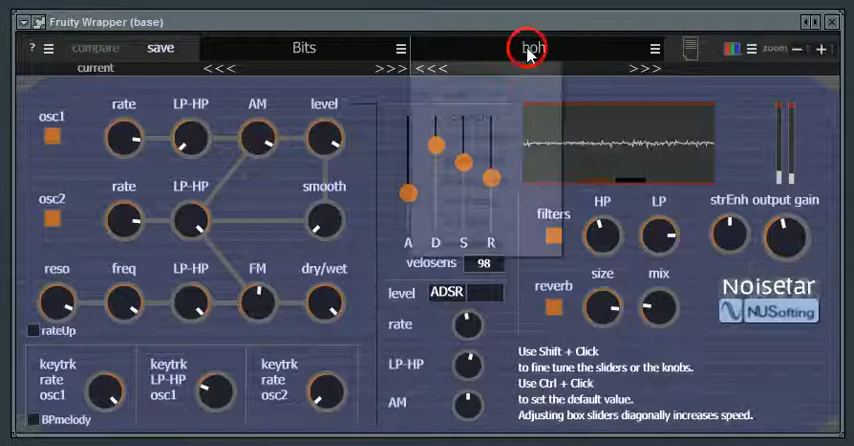 Fruity Wrapper (base)
? compare save Bits boh zoom − +
current <<< >>> <<< >>>
osc1 rate LP-HP AM level
osc2 rate LP-HP smooth
reso freq LP-HP FM dry/wet
rateUp
keytrk rate osc1
keytrk LP-HP osc1
keytrk rate osc2
BPmelody
A D S R
velosens 98
level ADSR
rate
LP-HP
AM
filters HP LP strEnh output gain
reverb size mix
Noisetar
NUSofting
Use Shift + Click
to fine tune the sliders or the knobs.
Use Ctrl + Click
to set the default value.
Adjusting box sliders diagonally increases speed.